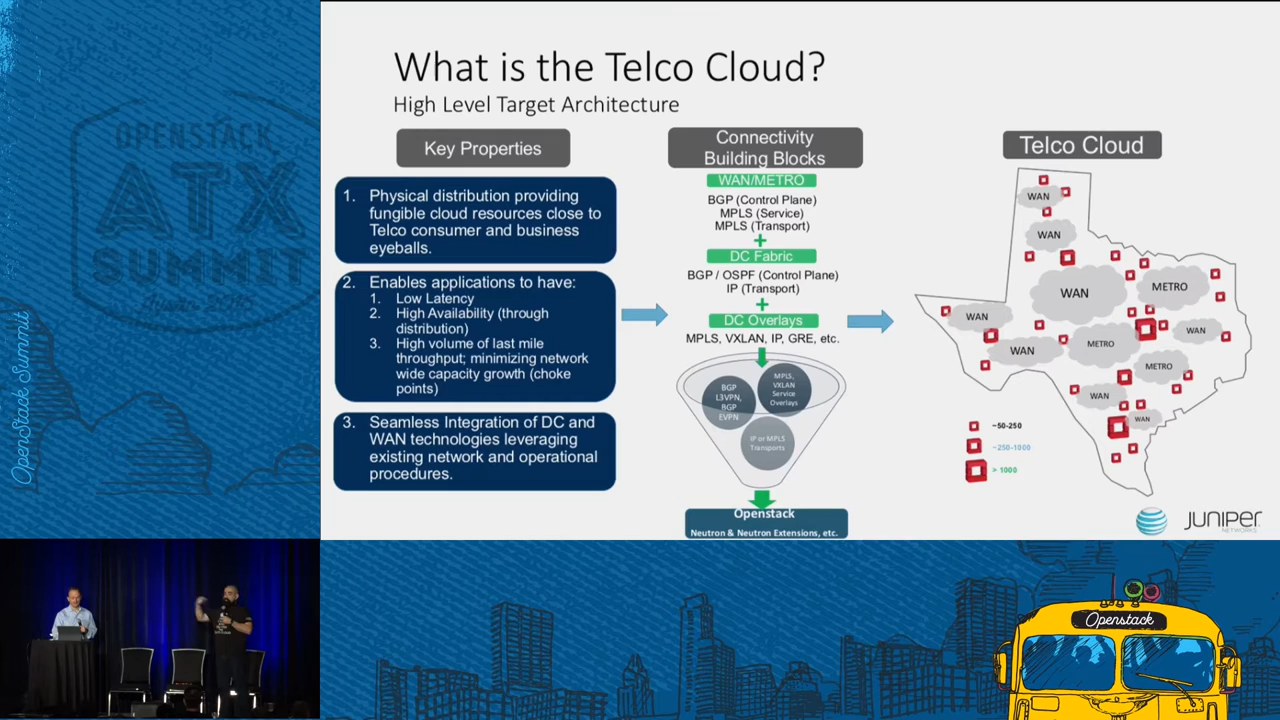 What is the Telco Cloud?
High Level Target Architecture
Key Properties
1. Physical distribution providing
fungible cloud resources close to
Telco consumer and business
eyeballs.
2. Enables applications to have:
1. Low Latency
2. High Availability (through
distribution)
3. High volume of last mile
throughput; minimizing network
wide capacity growth (choke
points)
3. Seamless Integration of DC and
WAN technologies leveraging
existing network and operational
procedures.
Connectivity
Building Blocks
WAN/METRO
BGP (Control Plane)
MPLS (Service)
MPLS (Transport)
+
DC Fabric
BGP / OSPF (Control Plane)
IP (Transport)
+
DC Overlays
MPLS, VXLAN, IP, GRE, etc.
BGP
L3VPN,
BGP
EVPN
MPLS,
VXLAN
Service
Overlays
IP or MPLS
Transports
Openstack
Neutron & Neutron Extensions, etc.
Telco Cloud
WAN
WAN
WAN
METRO
WAN
WAN
METRO
WAN
METRO
WAN
WAN
~50-250
~250-1000
> 1000
JUNIPER
NETWORKS
OPENSTACK
ATX
SUMMIT
OpenStack Summit
Openstack